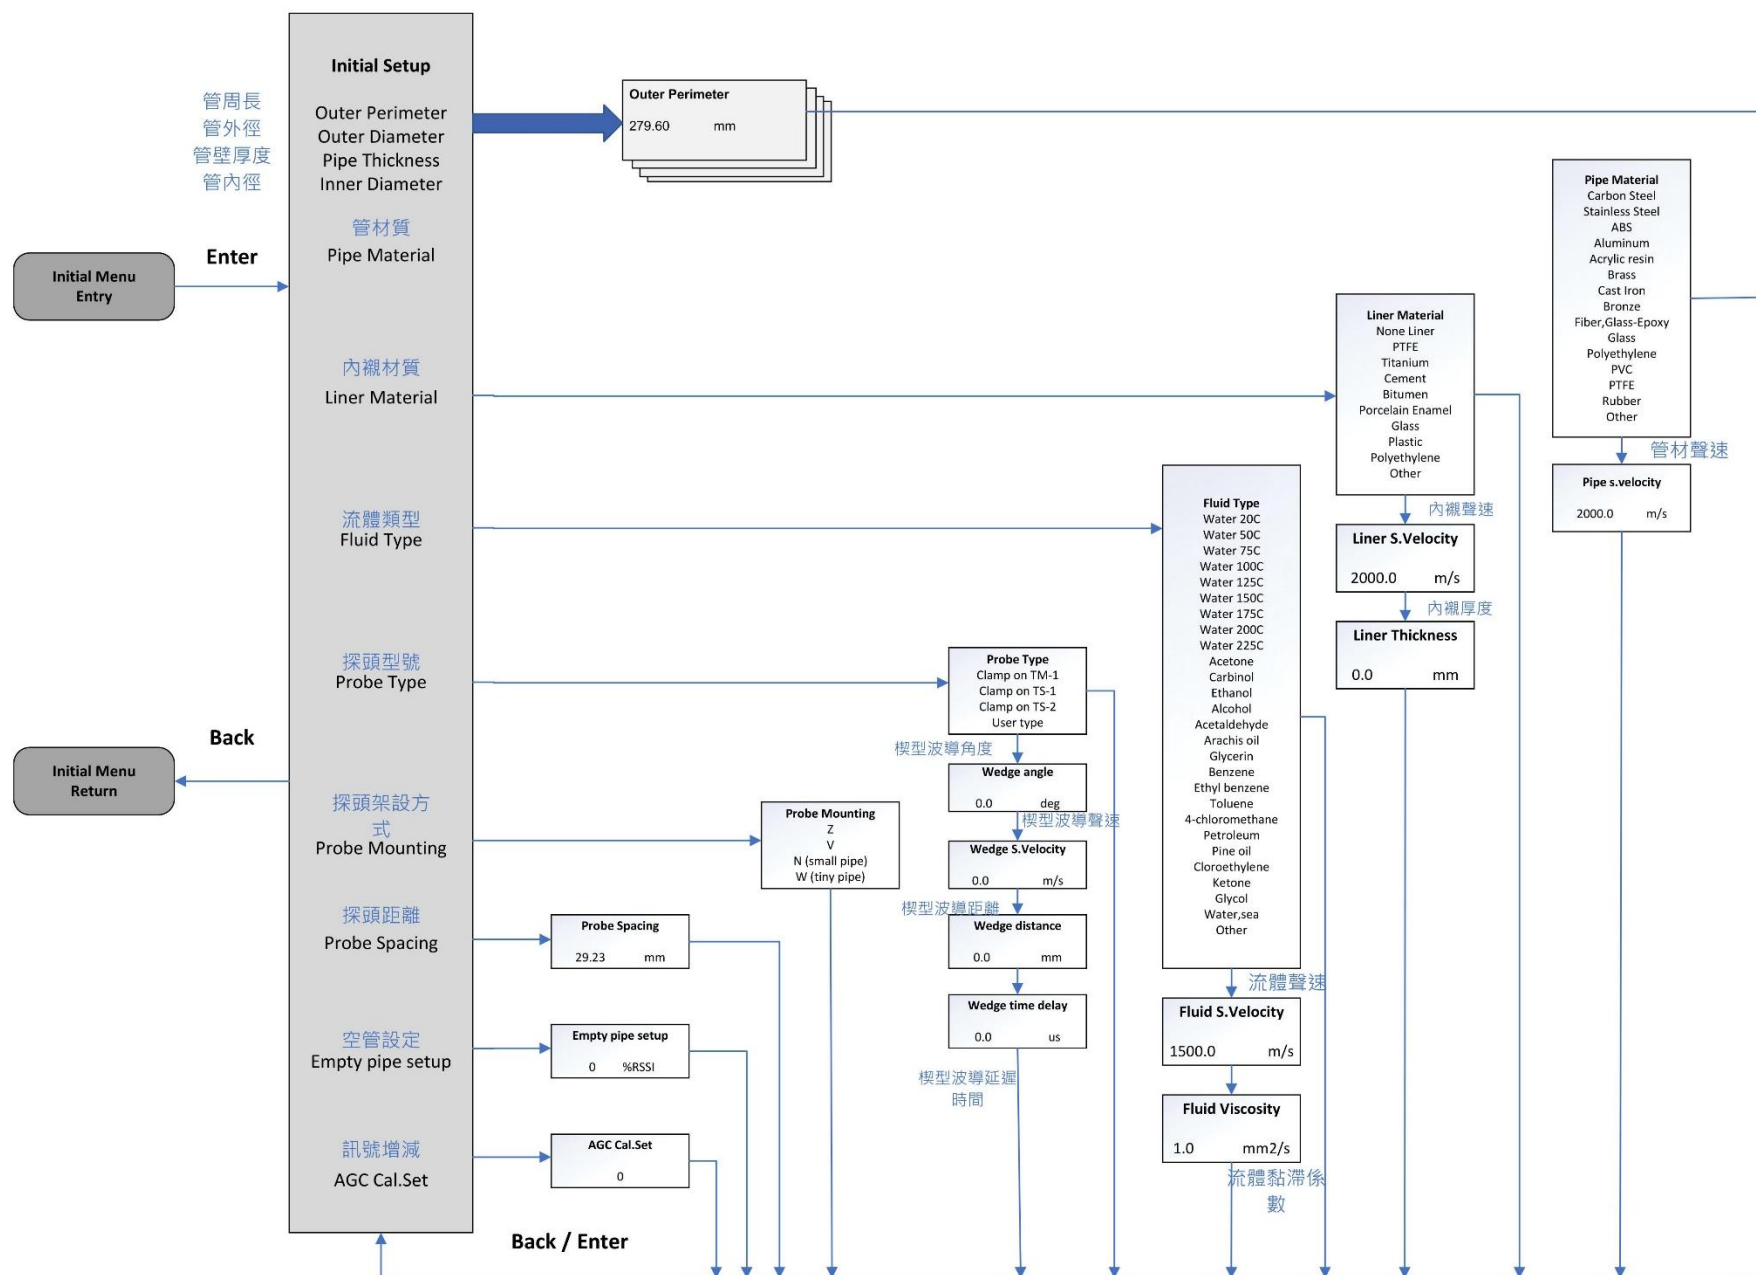 Initial Setup
管周長
管外徑
管壁厚度
管內徑
Outer Perimeter
Outer Diameter
Pipe Thickness
Inner Diameter
Outer Perimeter
279.60 mm
管材質
Pipe Material
Enter
Initial Menu
Entry
內襯材質
Liner Material
流體類型
Fluid Type
探頭型號
Probe Type
Back
Initial Menu
Return
探頭架設方
式
Probe Mounting
探頭距離
Probe Spacing
空管設定
Empty pipe setup
訊號增減
AGC Cal.Set
Back / Enter
Probe Spacing
29.23 mm
Empty pipe setup
0 %RSSI
AGC Cal.Set
0
Probe Mounting
Z
V
N (small pipe)
W (tiny pipe)
Probe Type
Clamp on TM-1
Clamp on TS-1
Clamp on TS-2
User type
楔型波導角度
Wedge angle
0.0 deg
楔型波導聲速
Wedge S.Velocity
0.0 m/s
楔型波導距離
Wedge distance
0.0 mm
Wedge time delay
0.0 us
楔型波導延遲
時間
Fluid Type
Water 20C
Water 50C
Water 75C
Water 100C
Water 125C
Water 150C
Water 175C
Water 200C
Water 225C
Acetone
Carbinol
Ethanol
Alcohol
Acetaldehyde
Arachis oil
Glycerin
Benzene
Ethyl benzene
Toluene
4-chloromethane
Petroleum
Pine oil
Cloroethylene
Ketone
Glycol
Water,sea
Other
流體聲速
Fluid S.Velocity
1500.0 m/s
Fluid Viscosity
1.0 mm2/s
流體黏滯係
數
Liner Material
None Liner
PTFE
Titanium
Cement
Bitumen
Porcelain Enamel
Glass
Plastic
Polyethylene
Other
內襯聲速
Liner S.Velocity
2000.0 m/s
內襯厚度
Liner Thickness
0.0 mm
Pipe Material
Carbon Steel
Stainless Steel
ABS
Aluminum
Acrylic resin
Brass
Cast Iron
Bronze
Fiber,Glass-Epoxy
Glass
Polyethylene
PVC
PTFE
Rubber
Other
管材聲速
Pipe s.velocity
2000.0 m/s